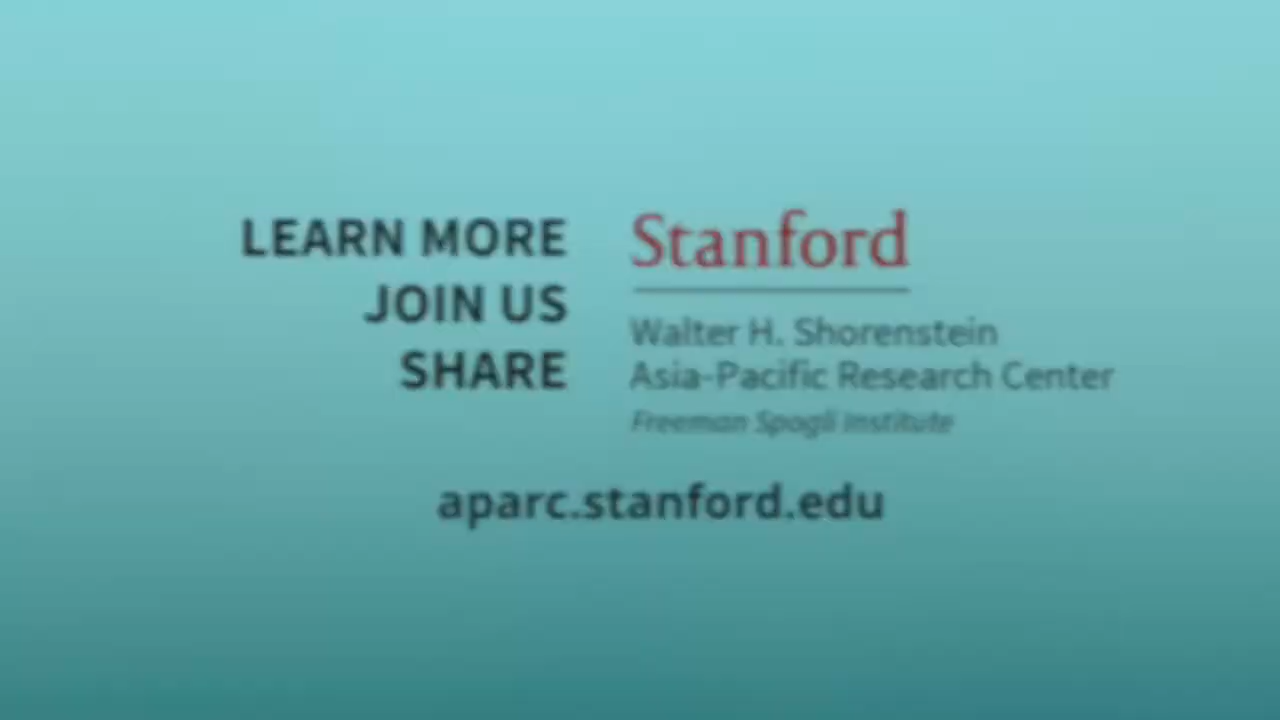 LEARN MORE
JOIN US
SHARE
Stanford
Walter H. Shorenstein
Asia-Pacific Research Center
Freeman Spogli Institute
aparc.stanford.edu